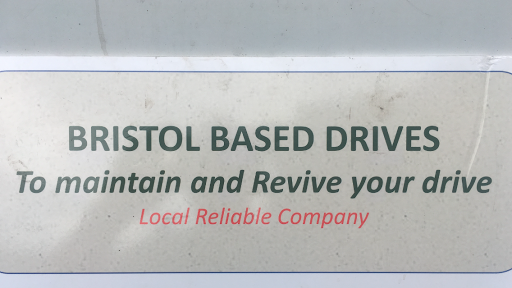 BRISTOL BASED DRIVES
To maintain and Revive your drive
Local Reliable Company